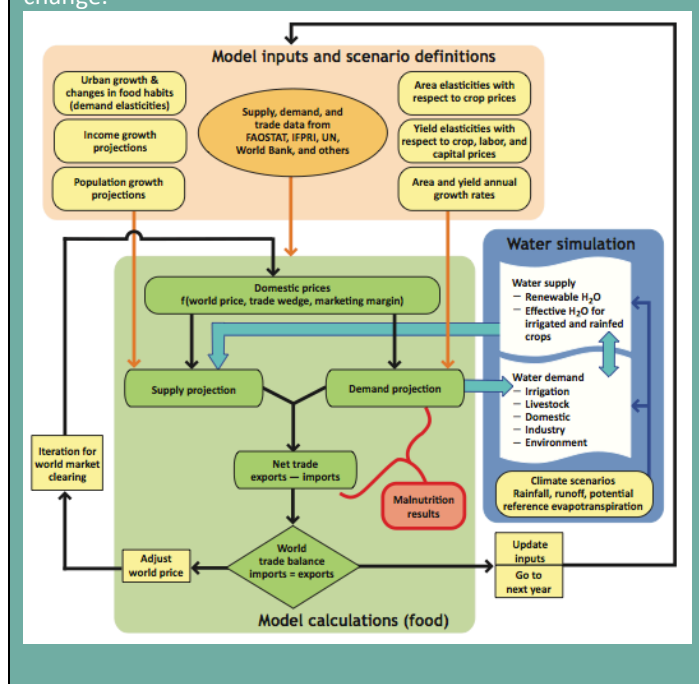 change.
Model inputs and scenario definitions
Urban growth &
changes in food habits
(demand elasticities)
Income growth
projections
Population growth
projections
Supply, demand, and
trade data from
FAOSTAT, IFPRI, UN,
World Bank, and others
Area elasticities with
respect to crop prices
Yield elasticities with
respect to crop, labor, and
capital prices
Area and yield annual
growth rates
Domestic prices
f(world price, trade wedge, marketing margin)
Supply projection
Demand projection
Net trade
exports — imports
Malnutrition
results
World
trade balance
imports = exports
Model calculations (food)
Iteration for
world market
clearing
Adjust
world price
Update
inputs
Go to
next year
Water simulation
Water supply
– Renewable H₂O
– Effective H₂O for
irrigated and rainfed
crops
Water demand
– Irrigation
– Livestock
– Domestic
– Industry
– Environment
Climate scenarios
Rainfall, runoff, potential
reference evapotranspiration